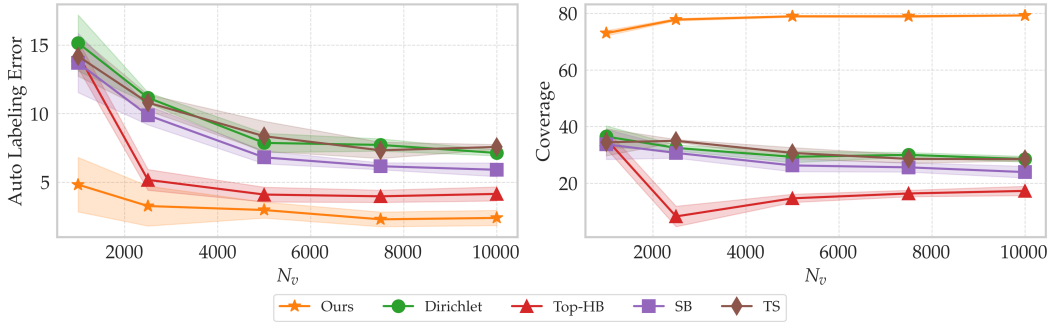 Auto Labeling Error
15
10
5
2000 4000 6000 8000 10000
N_v
Coverage
80
60
40
20
2000 4000 6000 8000 10000
N_v
Ours Dirichlet Top-HB SB TS